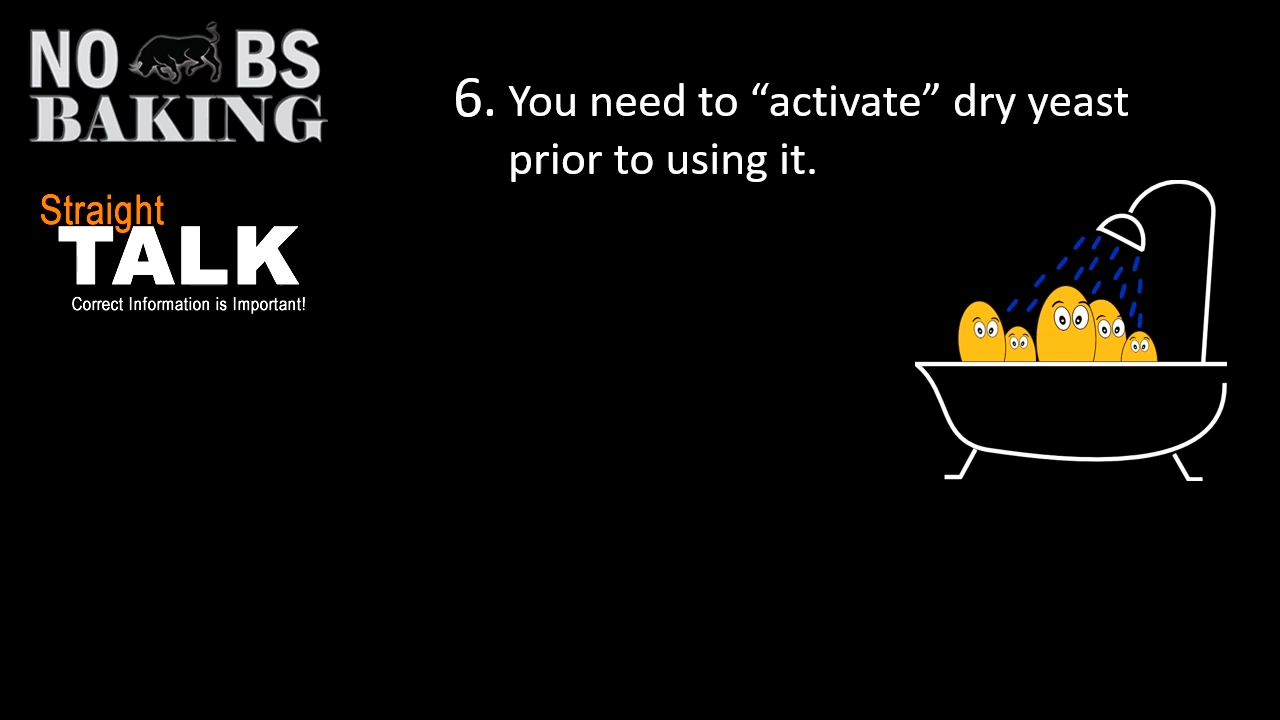 NO BS
BAKING
Straight
TALK
Correct Information is Important!
6. You need to “activate” dry yeast
prior to using it.